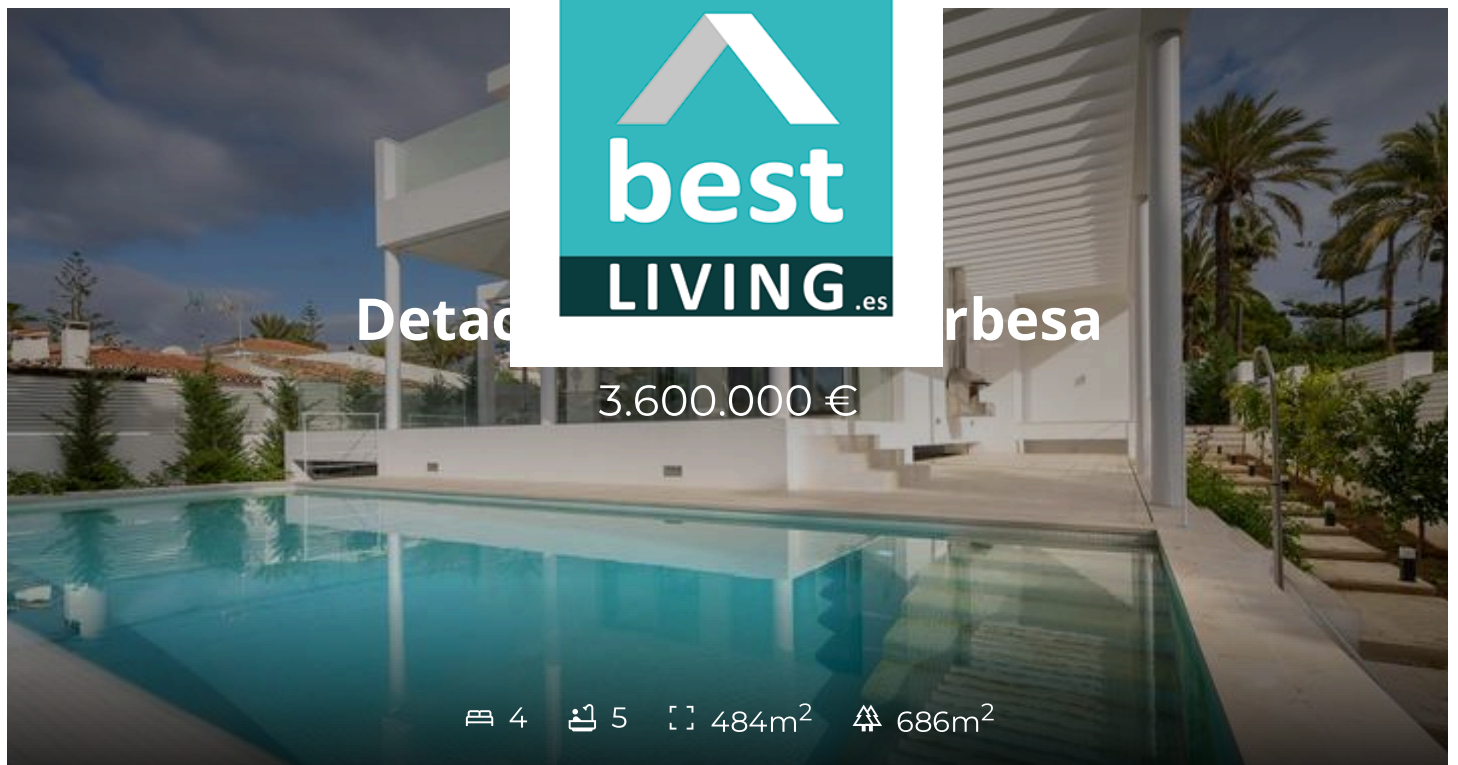 best
LIVING.es
Detac rbesa
3.600.000 €
4 5 484m² 686m²